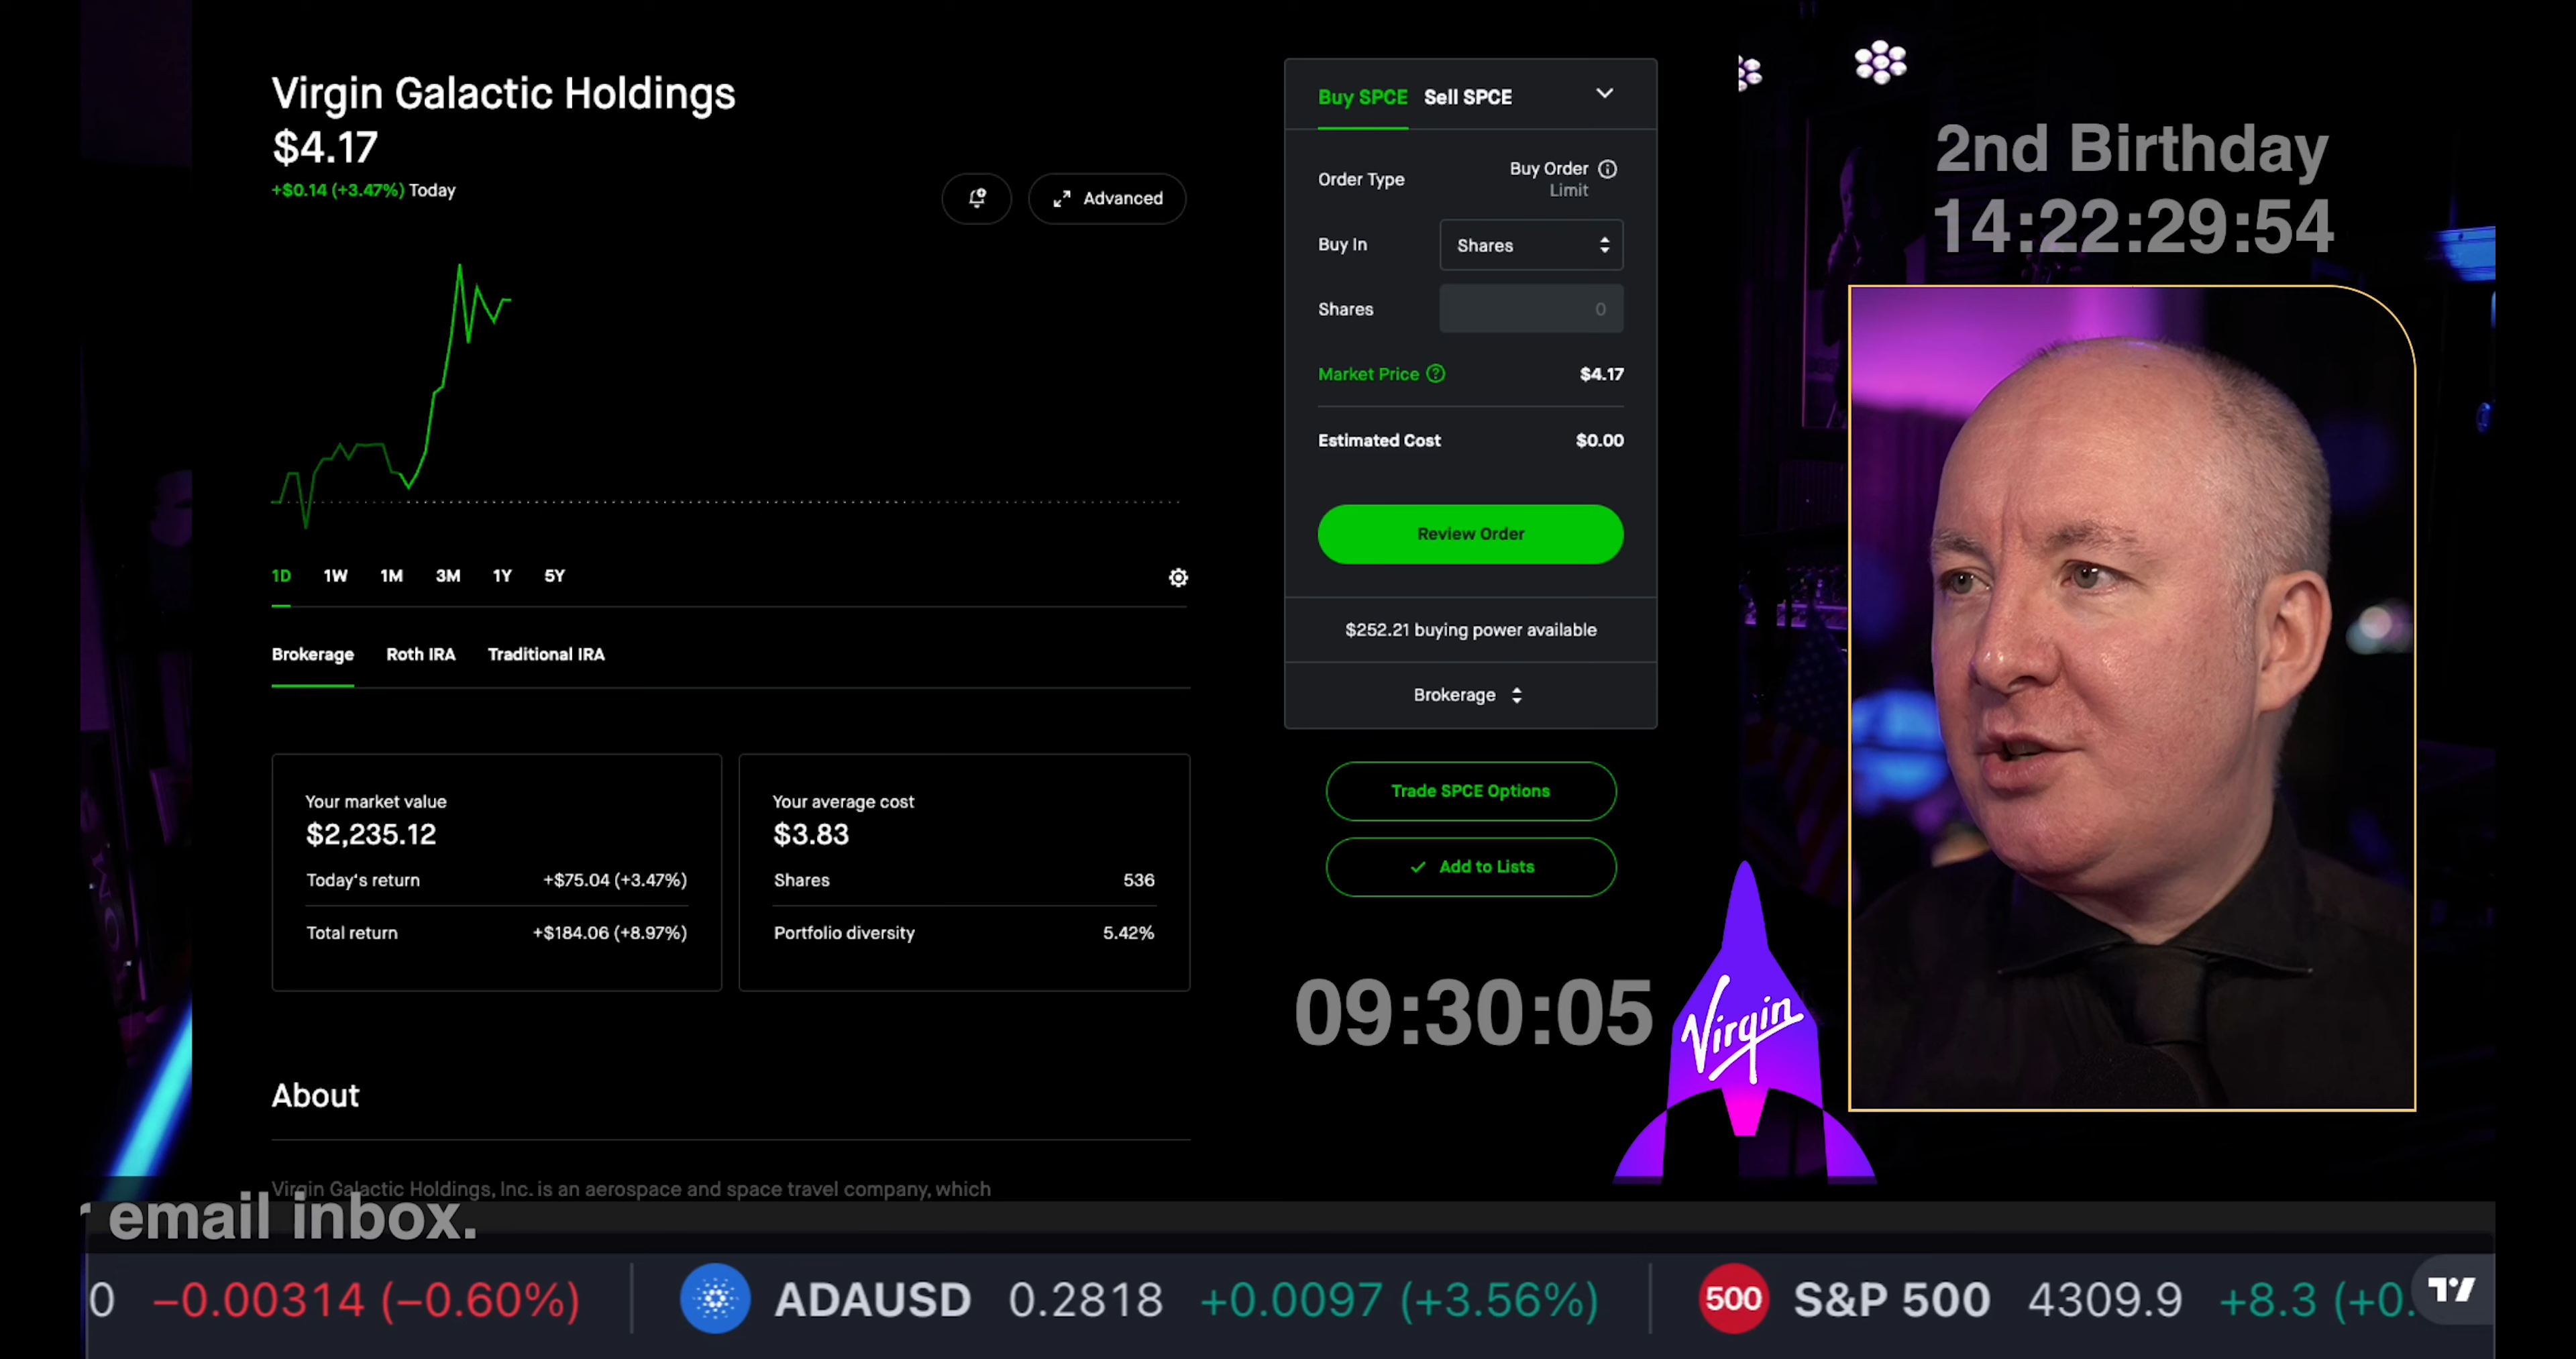 Virgin Galactic Holdings
$4.17
+$0.14 (+3.47%) Today
Advanced
1D 1W 1M 3M 1Y 5Y
Brokerage Roth IRA Traditional IRA
Your market value
$2,235.12
Today's return +$75.04 (+3.47%)
Total return +$184.06 (+8.97%)
Your average cost
$3.83
Shares 536
Portfolio diversity 5.42%
About
Virgin Galactic Holdings, Inc. is an aerospace and space travel company, which
Buy SPCE Sell SPCE
Order Type Buy Order
Limit
Buy In Shares
Shares 0
Market Price $4.17
Estimated Cost $0.00
Review Order
$252.21 buying power available
Brokerage
Trade SPCE Options
Add to Lists
09:30:05
Virgin
2nd Birthday
14:22:29:54
email inbox.
0 −0.00314 (−0.60%) ADAUSD 0.2818 +0.0097 (+3.56%) 500 S&P 500 4309.9 +8.3 (+0.